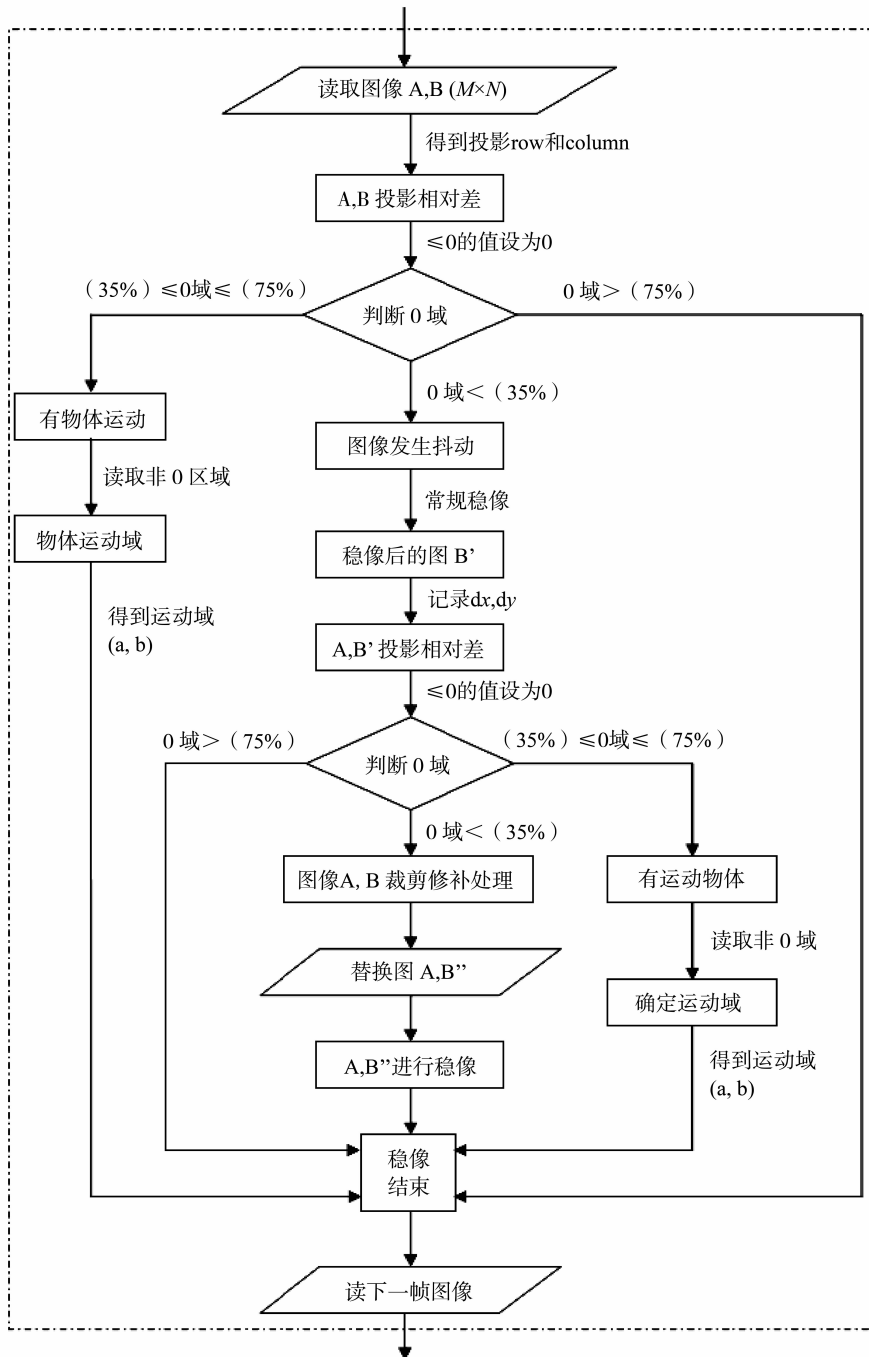 读取图像 A,B (M×N)
得到投影row和column
A,B 投影相对差
≤0的值设为0
(35%)≤0域≤(75%)
判断 0 域
0 域＞(75%)
0 域＜(35%)
有物体运动
图像发生抖动
读取非 0 区域
常规稳像
物体运动域
稳像后的图 B’
记录dx,dy
得到运动域
(a, b)
A,B’ 投影相对差
≤0的值设为0
0 域＞(75%)
判断 0 域
(35%)≤0域≤(75%)
0 域＜(35%)
图像A, B 裁剪修补处理
有运动物体
读取非 0 域
替换图 A,B’’
确定运动域
A,B’’进行稳像
得到运动域
(a, b)
稳像
结束
读下一帧图像